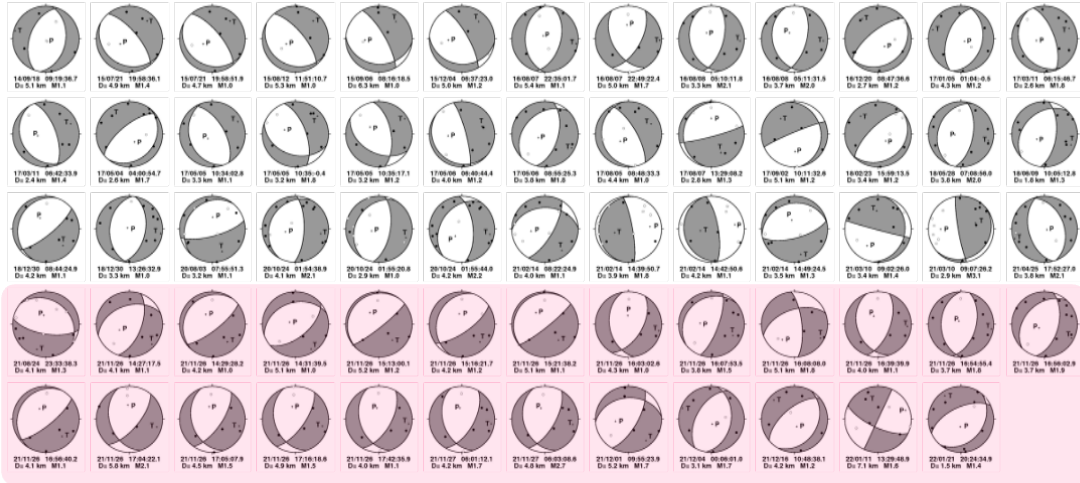 T P P T P T P T P T P T P T P T P T T P P T P T
14/09/18 09:19:36.7 15/07/21 19:58:36.1 15/07/21 19:58:51.9 15/08/12 11:51:10.7 15/09/06 08:16:18.5 15/12/04 06:37:23.0 16/08/07 22:35:01.7 16/08/07 22:49:22.4 16/08/08 05:10:11.8 16/08/08 05:11:31.5 16/12/20 08:47:36.6 17/01/05 01:04:-0.5 17/03/11 06:15:46.7
D= 5.1 km M1.1 D= 4.9 km M1.4 D= 4.7 km M1.0 D= 5.3 km M1.0 D= 6.3 km M1.0 D= 5.0 km M1.2 D= 5.4 km M1.1 D= 5.0 km M1.7 D= 3.3 km M2.1 D= 3.7 km M2.0 D= 2.7 km M1.2 D= 4.3 km M1.2 D= 2.6 km M1.8
17/03/11 06:42:33.9 17/05/04 04:00:54.7 17/05/05 10:34:02.8 17/05/05 10:35:-0.4 17/05/05 10:35:17.1 17/05/06 06:40:44.4 17/05/06 08:55:25.3 17/05/08 08:48:33.3 17/08/07 13:29:08.2 17/09/02 10:11:32.6 18/02/23 15:59:13.5 18/05/28 07:08:56.0 18/06/09 10:05:12.8
D= 2.4 km M1.4 D= 2.6 km M1.7 D= 3.3 km M1.1 D= 3.2 km M1.8 D= 3.2 km M1.2 D= 4.0 km M1.2 D= 3.8 km M1.8 D= 4.4 km M1.0 D= 2.8 km M1.3 D= 5.1 km M1.2 D= 3.4 km M1.2 D= 3.0 km M2.0 D= 1.8 km M1.3
18/12/30 08:44:24.9 18/12/30 13:26:32.9 20/08/03 07:55:51.3 20/10/24 01:54:38.9 20/10/24 01:55:20.8 20/10/24 01:55:44.0 21/02/14 08:22:24.9 21/02/14 14:39:50.7 21/02/14 14:42:50.6 21/02/14 14:49:24.5 21/03/10 09:02:26.0 21/03/10 09:07:26.2 21/04/25 17:52:27.0
D= 4.2 km M1.1 D= 3.3 km M1.0 D= 3.2 km M1.1 D= 4.1 km M2.1 D= 2.9 km M1.0 D= 4.2 km M2.2 D= 4.0 km M1.1 D= 3.9 km M1.8 D= 4.2 km M1.1 D= 3.5 km M1.3 D= 3.4 km M1.4 D= 2.9 km M3.1 D= 3.8 km M2.1
21/08/24 23:33:38.3 21/11/26 14:27:17.5 21/11/26 14:29:28.2 21/11/26 14:31:39.5 21/11/26 15:13:00.1 21/11/26 15:16:21.7 21/11/26 15:21:38.2 21/11/26 16:03:02.6 21/11/26 16:07:53.5 21/11/26 16:08:08.0 21/11/26 16:39:39.9 21/11/26 16:54:55.4 21/11/26 16:56:02.9
D= 4.1 km M1.3 D= 4.1 km M1.1 D= 4.2 km M1.0 D= 5.1 km M1.0 D= 5.2 km M1.2 D= 4.2 km M1.2 D= 5.1 km M1.1 D= 4.3 km M1.0 D= 3.8 km M1.5 D= 5.1 km M1.8 D= 4.0 km M1.1 D= 3.7 km M1.8 D= 3.7 km M1.9
21/11/26 16:56:40.2 21/11/26 17:04:22.1 21/11/26 17:05:07.9 21/11/26 17:16:18.6 21/11/26 17:42:35.9 21/11/27 06:01:12.1 21/11/27 06:03:08.6 21/12/01 09:55:23.9 21/12/04 00:06:01.0 21/12/16 10:48:38.1 22/01/11 13:29:48.9 22/01/21 20:24:34.9
D= 4.1 km M1.1 D= 5.8 km M2.1 D= 4.5 km M1.5 D= 4.9 km M1.5 D= 4.0 km M1.1 D= 4.2 km M1.7 D= 4.8 km M2.7 D= 5.2 km M1.7 D= 3.1 km M1.7 D= 4.2 km M1.2 D= 7.1 km M1.6 D= 1.5 km M1.4